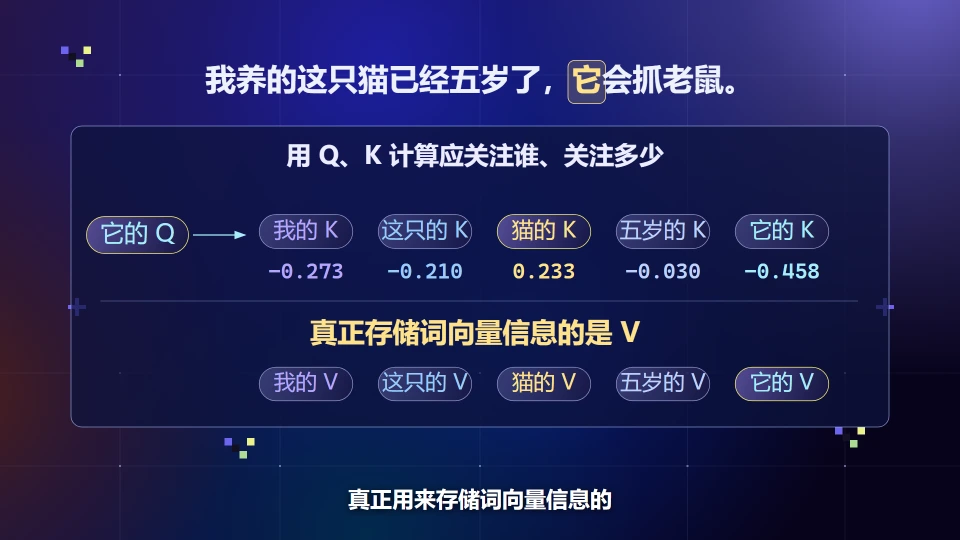 我养的这只猫已经五岁了，它会抓老鼠。
用 Q、K 计算应关注谁、关注多少
它的 Q 我的 K 这只的 K 猫的 K 五岁的 K 它的 K
−0.273 −0.210 0.233 −0.030 −0.458
真正存储词向量信息的是 V
我的 V 这只的 V 猫的 V 五岁的 V 它的 V
真正用来存储词向量信息的